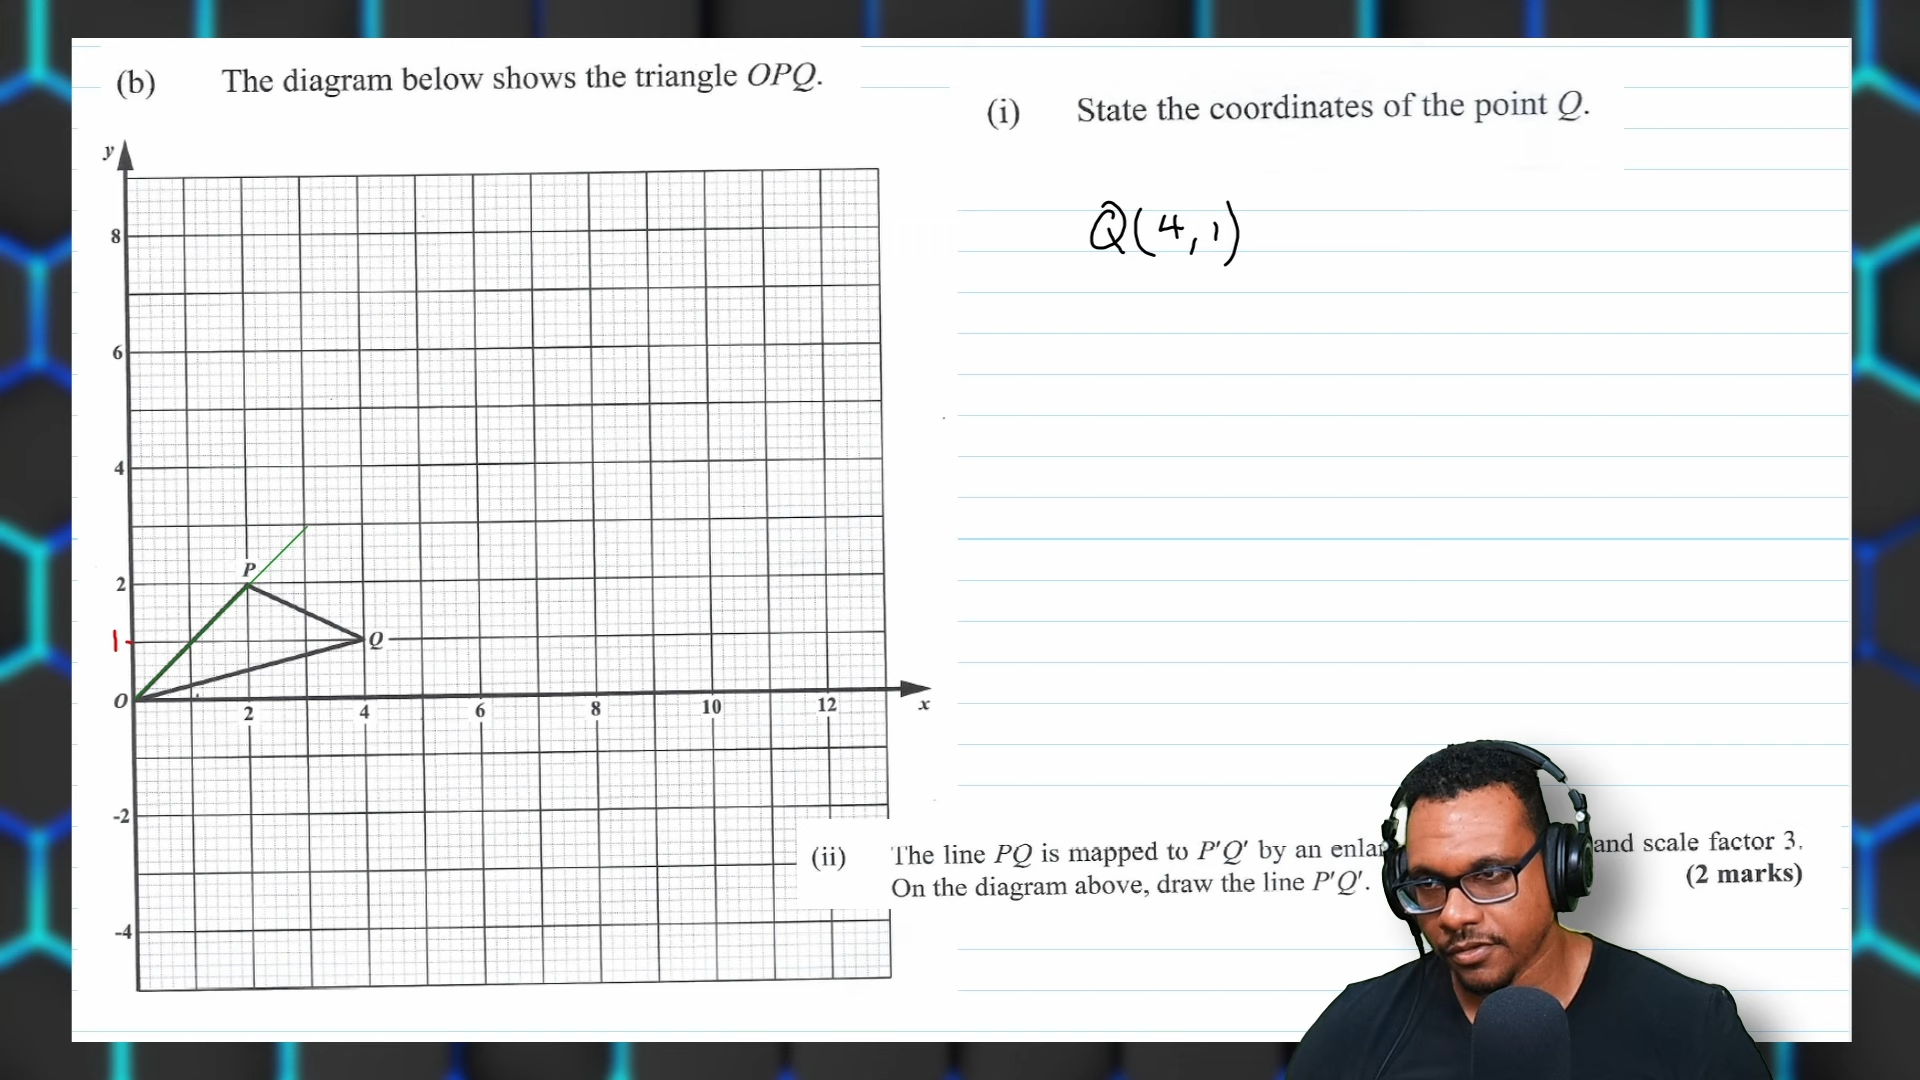 (b) The diagram below shows the triangle OPQ.
y
8
6
4
P
2
1
Q
O
2 4 6 8 10 12
x
-2
-4
(i) State the coordinates of the point Q.
Q(4,1)
(ii) The line PQ is mapped to P'Q' by an and scale factor 3.
On the diagram above, draw the line P'Q'. (2 marks)